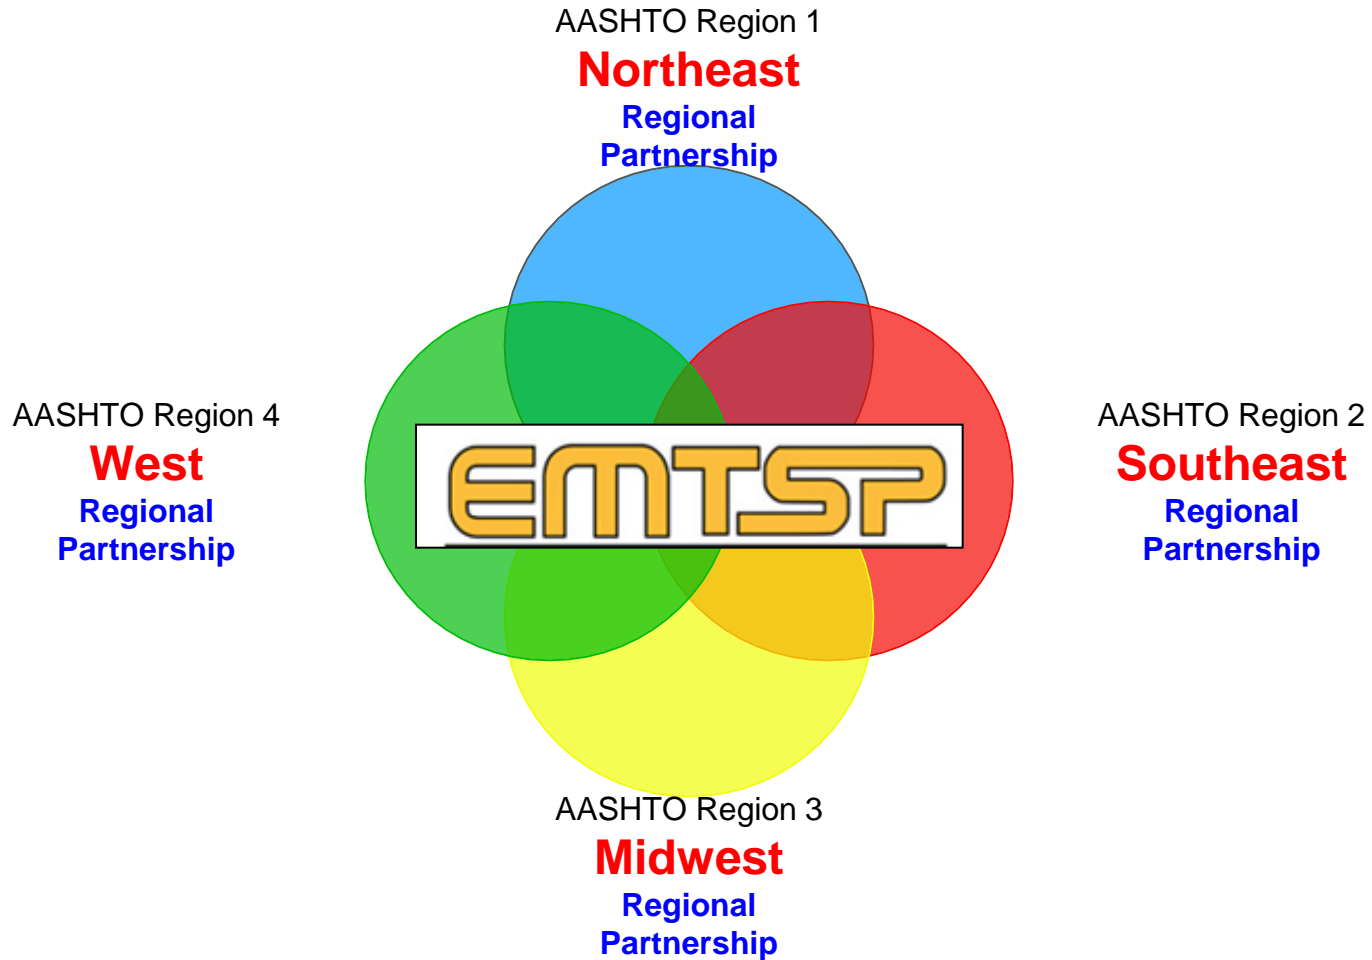 AASHTO Region 1
Northeast
Regional
Partnership
AASHTO Region 4
West
Regional
Partnership
EMTSP
AASHTO Region 2
Southeast
Regional
Partnership
AASHTO Region 3
Midwest
Regional
Partnership